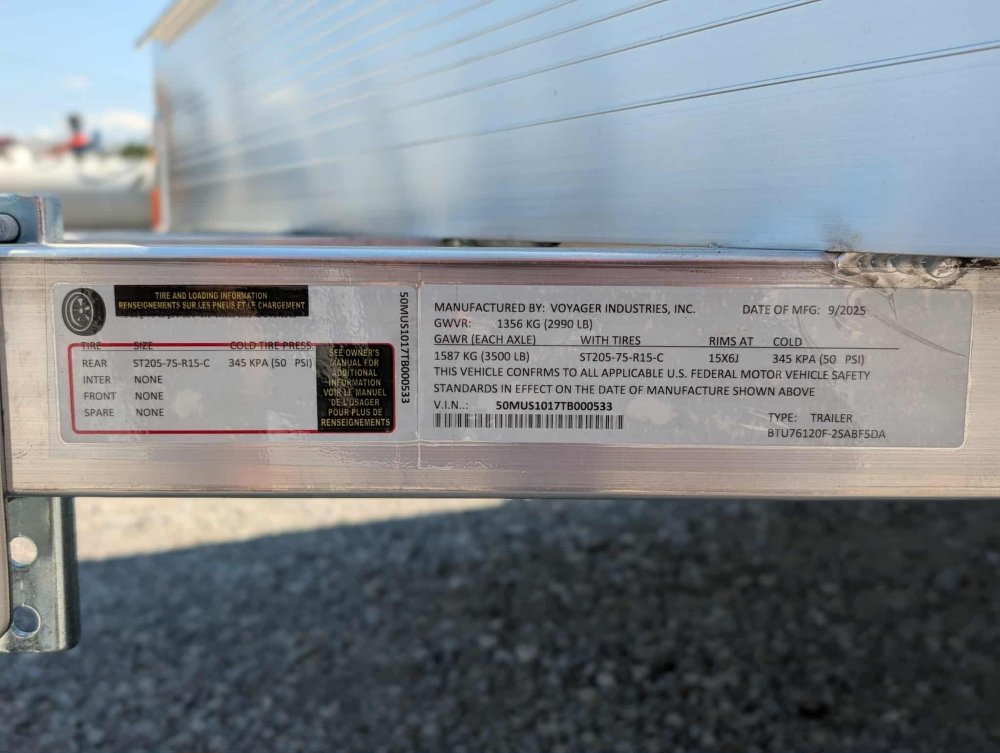 TIRE AND LOADING INFORMATION
RENSEIGNEMENTS SUR LES PNEUS ET LE CHARGEMENT
TIRE SIZE COLD TIRE PRESS
REAR ST205-75-R15-C 345 KPA (50 PSI)
INTER NONE
FRONT NONE
SPARE NONE
SEE OWNER'S
MANUAL FOR
ADDITIONAL
INFORMATION
VOIR LE MANUEL
DE L'USAGER
POUR PLUS DE
RENSEIGNEMENTS
50MUS1017TB000533
MANUFACTURED BY: VOYAGER INDUSTRIES, INC. DATE OF MFG: 9/2025
GWVR: 1356 KG (2990 LB)
GAWR (EACH AXLE) WITH TIRES RIMS AT COLD
1587 KG (3500 LB) ST205-75-R15-C 15X6J 345 KPA (50 PSI)
THIS VEHICLE CONFRMS TO ALL APPLICABLE U.S. FEDERAL MOTOR VEHICLE SAFETY
STANDARDS IN EFFECT ON THE DATE OF MANUFACTURE SHOWN ABOVE
V.I.N..: 50MUS1017TB000533
TYPE: TRAILER
BTU76120F-2SABF5DA